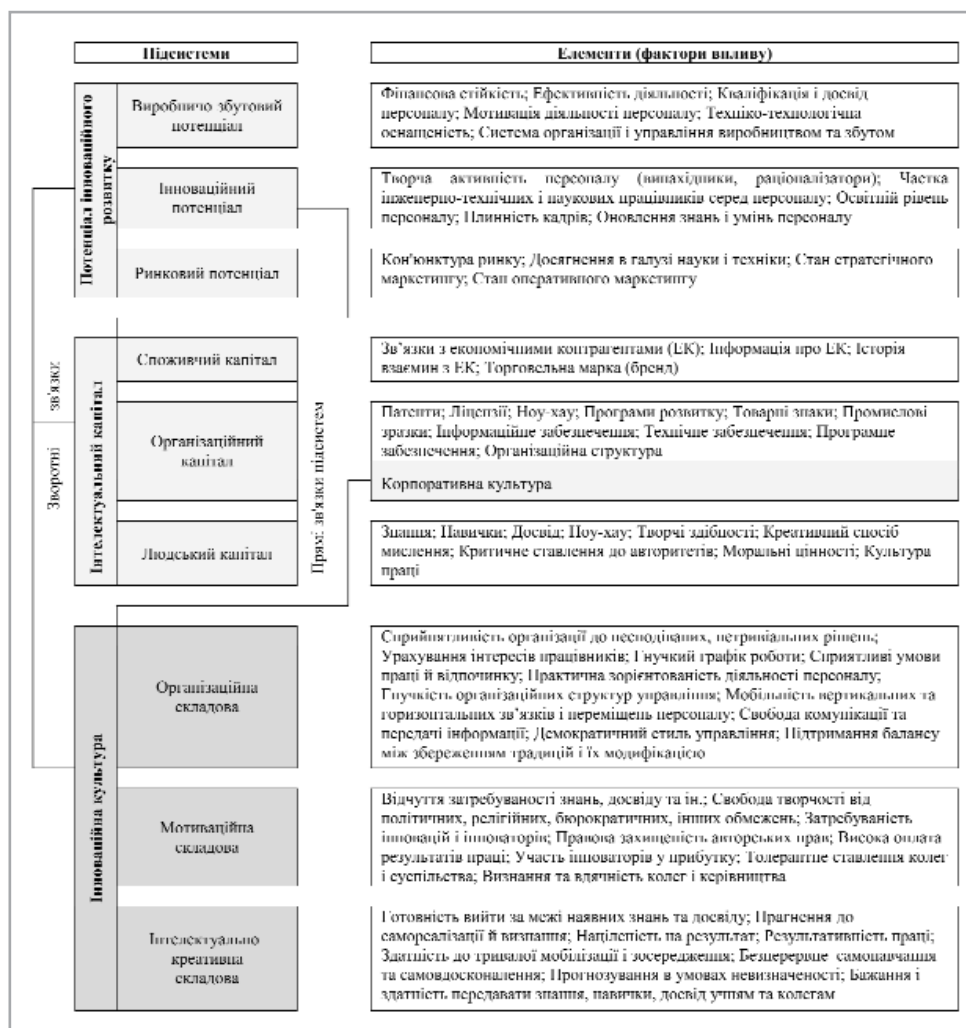 Підсистеми
Елементи (фактори впливу)
Потенціал інноваційного
розвитку
Виробничо збутовий
потенціал
Фінансова стійкість; Ефективність діяльності; Кваліфікація і досвід
персоналу; Мотивація діяльності персоналу; Техніко-технологічна
оснащеність; Система організації і управління виробництвом та збутом
Інноваційний
потенціал
Творча активність персоналу (винахідники, раціоналізатори); Частка
інженерно-технічних і наукових працівників серед персоналу; Освітній рівень
персоналу; Плинність кадрів; Оновлення знань і умінь персоналу
Ринковий потенціал
Кон'юнктура ринку; Досягнення в галузі науки і техніки; Стан стратегічного
маркетингу; Стан оперативного маркетингу
Зворотні зв'язки
Інтелектуальний капітал
Споживчий капітал
Зв'язки з економічними контрагентами (ЕК); Інформація про ЕК; Історія
взаємин з ЕК; Торговельна марка (бренд)
Організаційний
капітал
Патенти; Ліцензії; Ноу-хау; Програми розвитку; Товарні знаки; Промислові
зразки; Інформаційне забезпечення; Технічне забезпечення; Програмне
забезпечення; Організаційна структура
Корпоративна культура
Людський капітал
Знання; Навички; Досвід; Ноу-хау; Творчі здібності; Креативний спосіб
мислення; Критичне ставлення до авторитетів; Моральні цінності; Культура
праці
Прямі зв'язки підсистем
Інноваційна культура
Організаційна
складова
Сприйнятливість організації до несподіваних, нетривіальних рішень;
Урахування інтересів працівників; Гнучкий графік роботи; Сприятливі умови
праці й відпочинку; Практична зорієнтованість діяльності персоналу;
Гнучкість організаційних структур управління; Мобільність вертикальних та
горизонтальних зв'язків і переміщень персоналу; Свобода комунікації та
передачі інформації; Демократичний стиль управління; Підтримання балансу
між збереженням традицій і їх модифікацією
Мотиваційна
складова
Відчуття затребуваності знань, досвіду та ін.; Свобода творчості від
політичних, релігійних, бюрократичних, інших обмежень; Затребуваність
інновацій і інноваторів; Правова захищеність авторських прав; Висока оплата
результатів праці; Участь інноваторів у прибутку; Толерантне ставлення колег
і суспільства; Визнання та вдячність колег і керівництва
Інтелектуально
креативна
складова
Готовність вийти за межі наявних знань та досвіду; Прагнення до
самореалізації й визнання; Націленість на результат; Результативність праці;
Здатність до тривалої мобілізації і зосередження; Безперервне самонавчання
та самовдосконалення; Прогнозування в умовах невизначеності; Бажання і
здатність передавати знання, навички, досвід учням та колегам